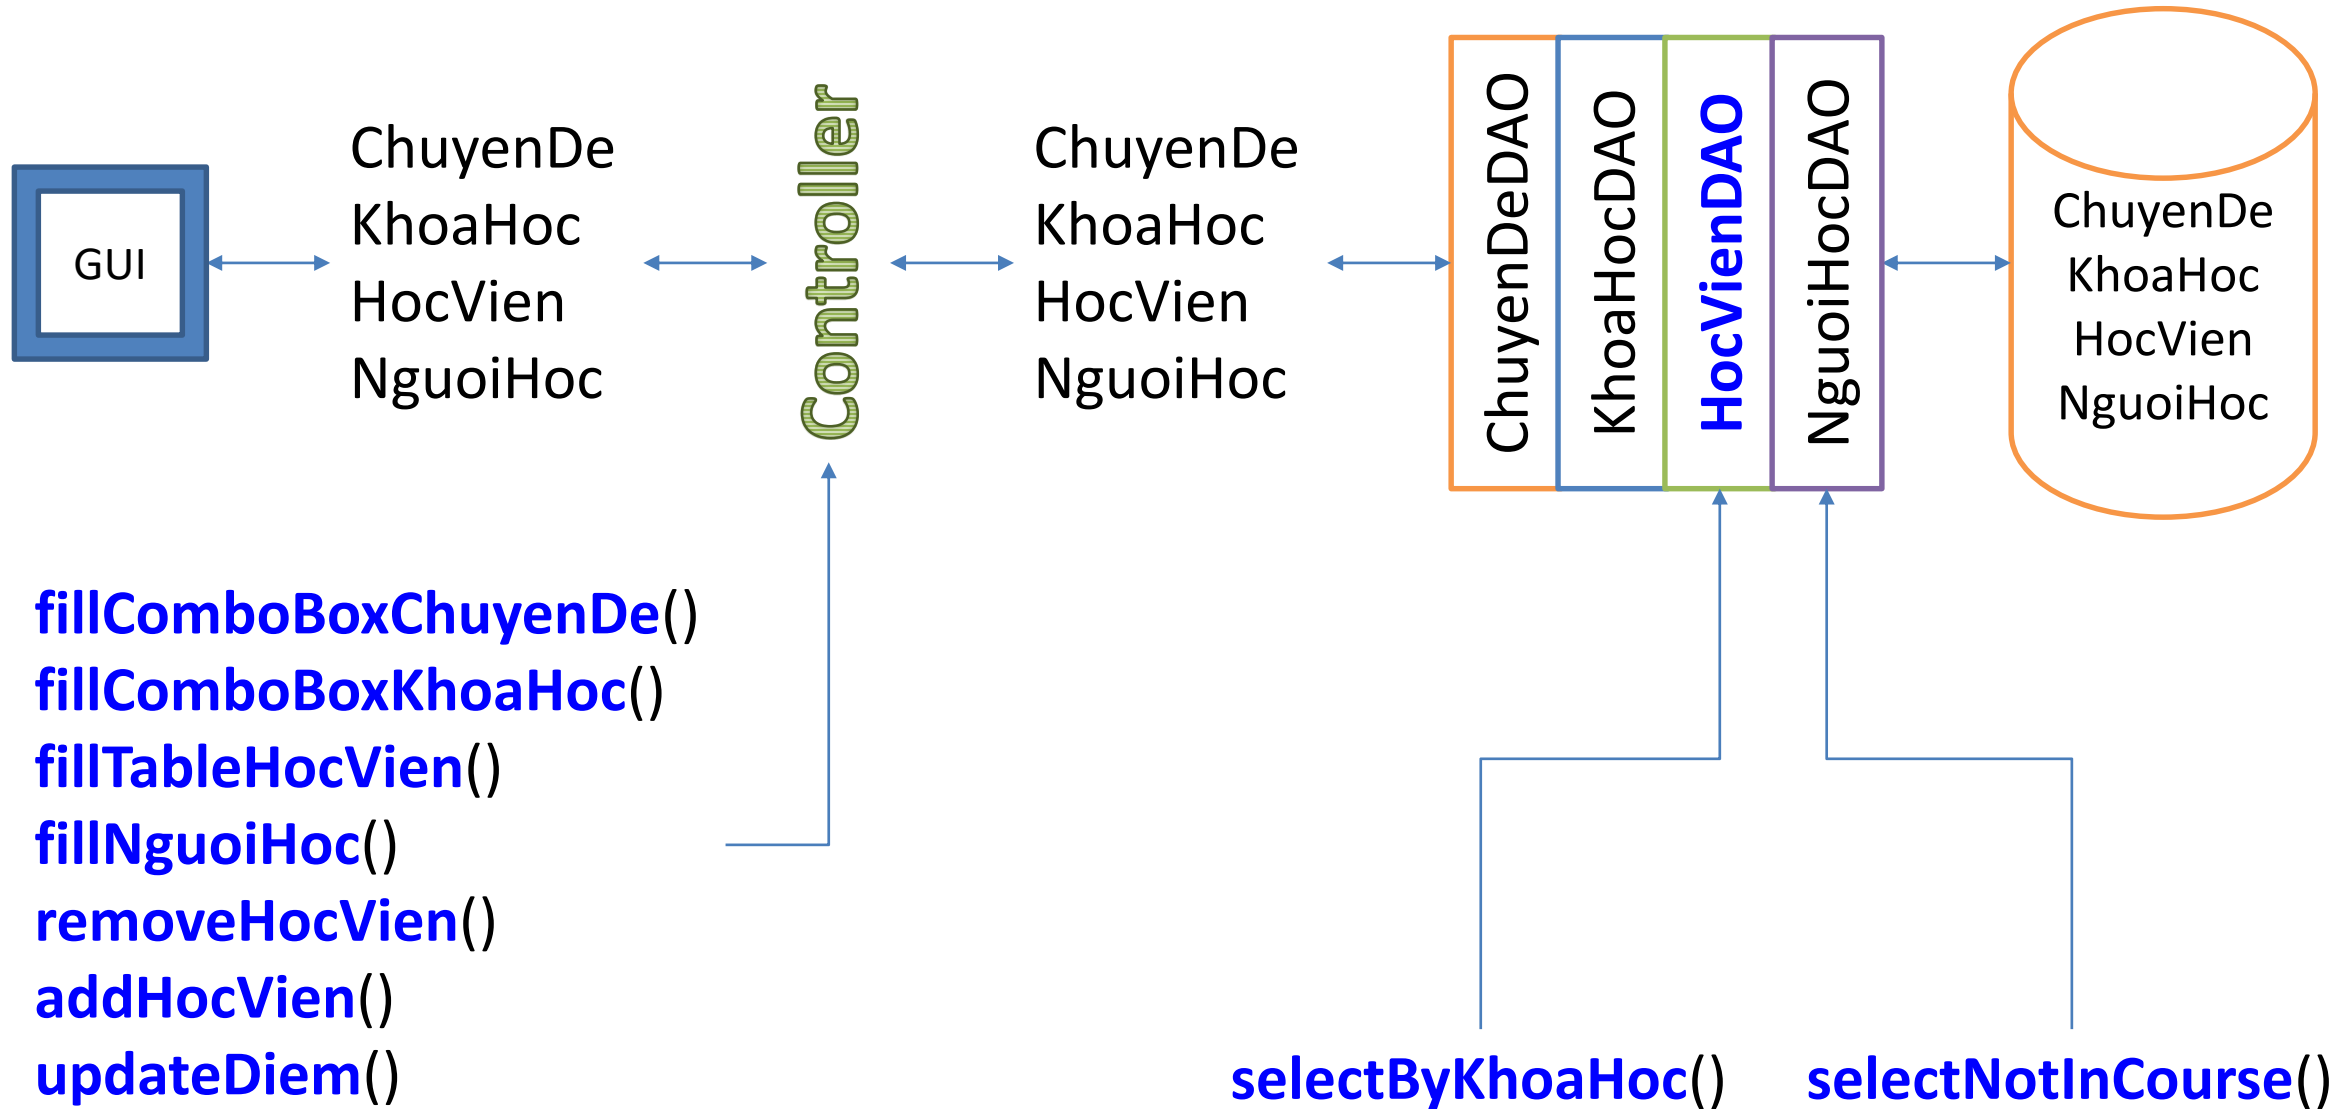 GUI
ChuyenDe
KhoaHoc
HocVien
NguoiHoc
Controller
ChuyenDe
KhoaHoc
HocVien
NguoiHoc
ChuyenDeDAO
KhoaHocDAO
HocVienDAO
NguoiHocDAO
ChuyenDe
KhoaHoc
HocVien
NguoiHoc
fillComboBoxChuyenDe()
fillComboBoxKhoaHoc()
fillTableHocVien()
fillNguoiHoc()
removeHocVien()
addHocVien()
updateDiem()
selectByKhoaHoc()
selectNotInCourse()